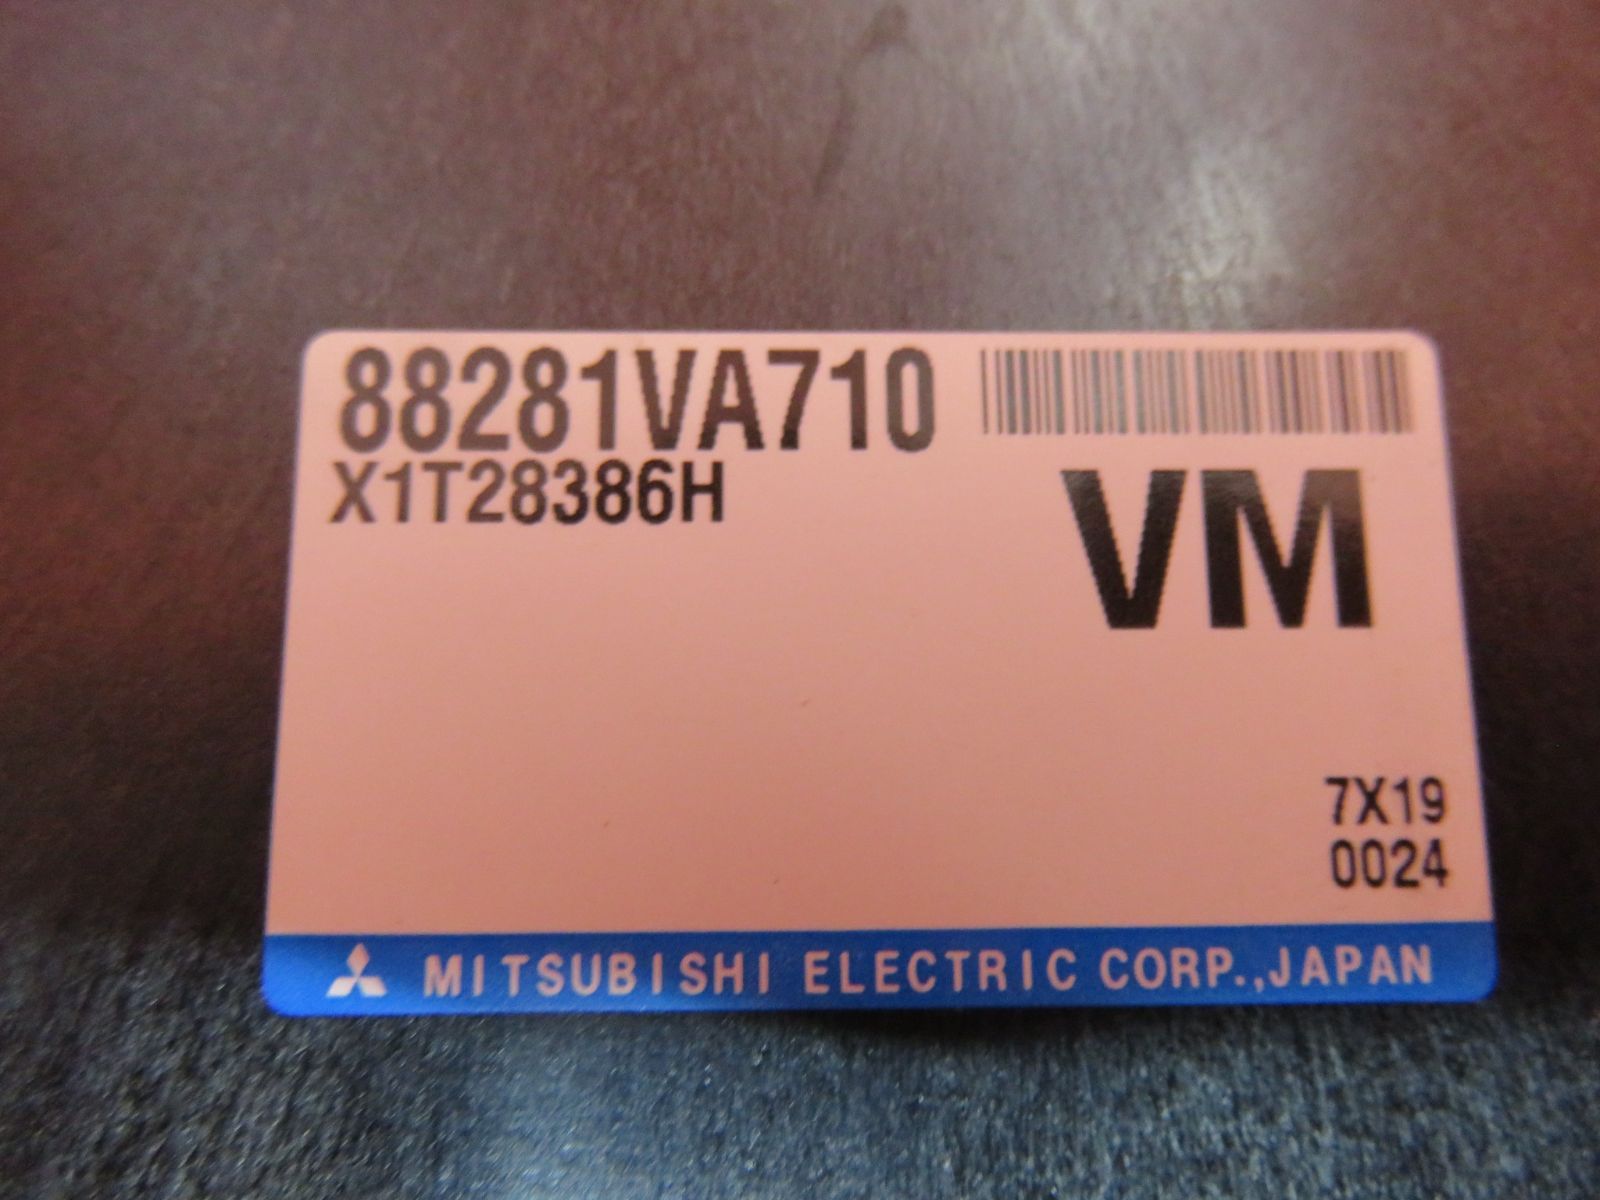 88281VA710
X1T28386H
VM
7X19
0024
MITSUBISHI ELECTRIC CORP.,JAPAN